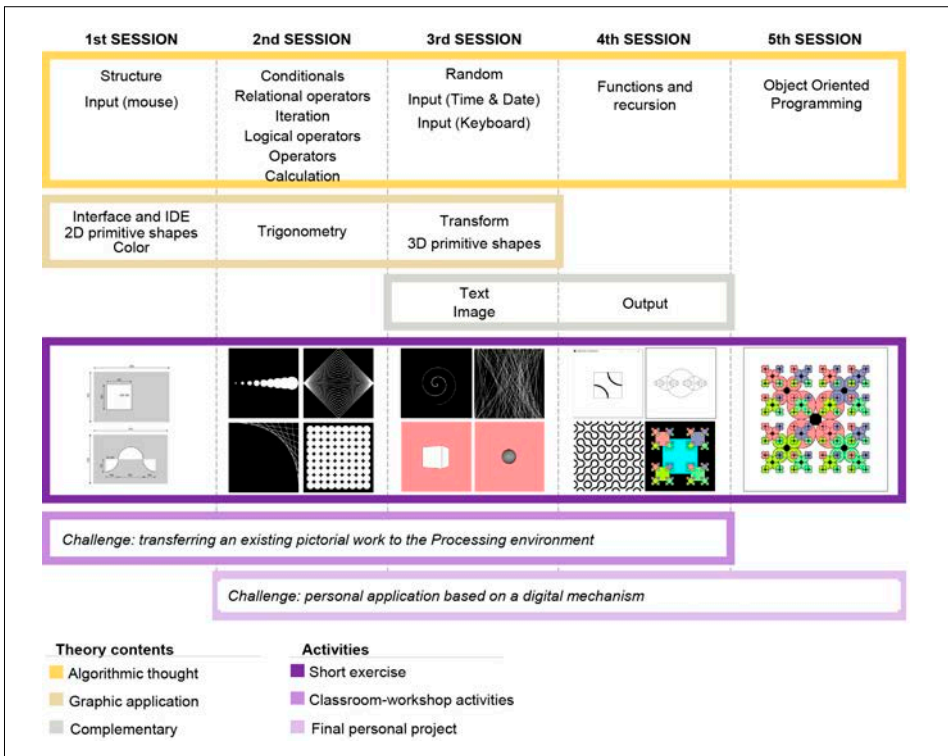 1st SESSION
2nd SESSION
3rd SESSION
4th SESSION
5th SESSION
Structure
Input (mouse)
Conditionals
Relational operators
Iteration
Logical operators
Operators
Calculation
Random
Input (Time & Date)
Input (Keyboard)
Functions and
recursion
Object Oriented
Programming
Interface and IDE
2D primitive shapes
Color
Trigonometry
Transform
3D primitive shapes
Text
Image
Output
Challenge: transferring an existing pictorial work to the Processing environment
Challenge: personal application based on a digital mechanism
Theory contents
Algorithmic thought
Graphic application
Complementary
Activities
Short exercise
Classroom-workshop activities
Final personal project